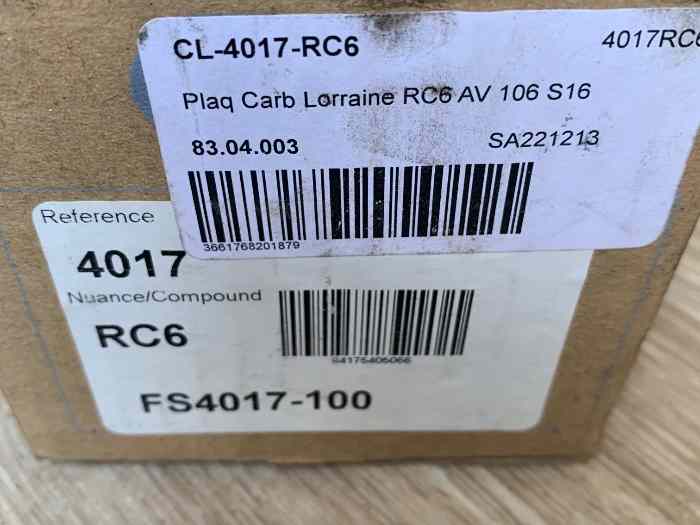 CL-4017-RC6
4017RC6
Plaq Carb Lorraine RC6 AV 106 S16
83.04.003
SA221213
3661768201879
Reference
4017
Nuance/Compound
RC6
64175405066
FS4017-100